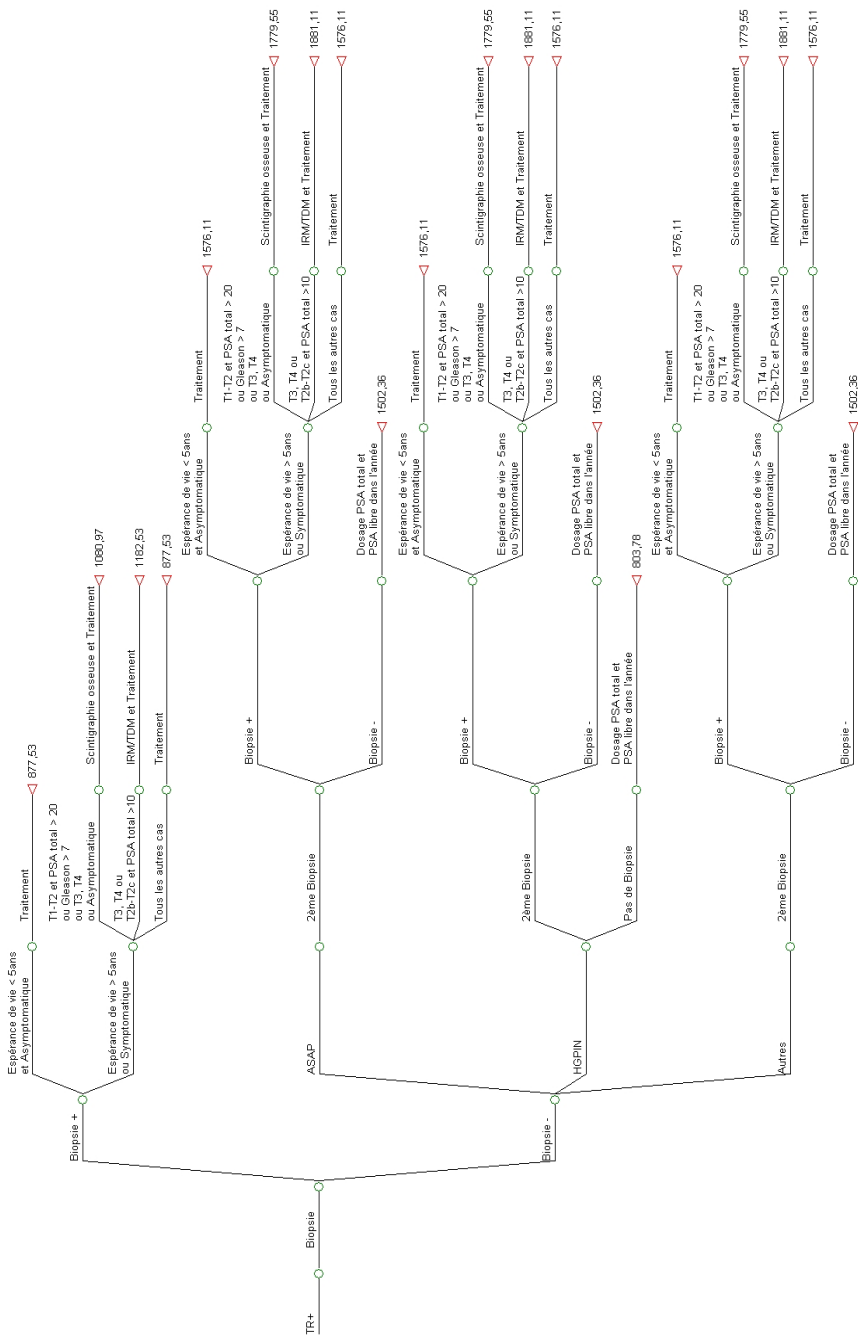 TR+
Biopsie
Biopsie +
Espérance de vie < 5ans
et Asymptomatique
Traitement
877,53
Espérance de vie > 5ans
ou Symptomatique
T1-T2 et PSA total > 20
ou Gleason > 7
ou T3, T4
ou Asymptomatique
Scintigraphie osseuse et Traitement
1080,97
T3, T4 ou
T2b-T2c et PSA total >10
IRM/TDM et Traitement
1182,53
Tous les autres cas
Traitement
877,53
Biopsie -
ASAP
2ème Biopsie
Biopsie +
Espérance de vie < 5ans
et Asymptomatique
Traitement
1576,11
Espérance de vie > 5ans
ou Symptomatique
T1-T2 et PSA total > 20
ou Gleason > 7
ou T3, T4
ou Asymptomatique
Scintigraphie osseuse et Traitement
1779,55
T3, T4 ou
T2b-T2c et PSA total >10
IRM/TDM et Traitement
1881,11
Tous les autres cas
Traitement
1576,11
Biopsie -
Dosage PSA total et
PSA libre dans l'année
1502,36
HGPIN
2ème Biopsie
Biopsie +
Espérance de vie < 5ans
et Asymptomatique
Traitement
1576,11
Espérance de vie > 5ans
ou Symptomatique
T1-T2 et PSA total > 20
ou Gleason > 7
ou T3, T4
ou Asymptomatique
Scintigraphie osseuse et Traitement
1779,55
T3, T4 ou
T2b-T2c et PSA total >10
IRM/TDM et Traitement
1881,11
Tous les autres cas
Traitement
1576,11
Biopsie -
Dosage PSA total et
PSA libre dans l'année
1502,36
Pas de Biopsie
Dosage PSA total et
PSA libre dans l'année
803,78
Autres
2ème Biopsie
Biopsie +
Espérance de vie < 5ans
et Asymptomatique
Traitement
1576,11
Espérance de vie > 5ans
ou Symptomatique
T1-T2 et PSA total > 20
ou Gleason > 7
ou T3, T4
ou Asymptomatique
Scintigraphie osseuse et Traitement
1779,55
T3, T4 ou
T2b-T2c et PSA total >10
IRM/TDM et Traitement
1881,11
Tous les autres cas
Traitement
1576,11
Biopsie -
Dosage PSA total et
PSA libre dans l'année
1502,36